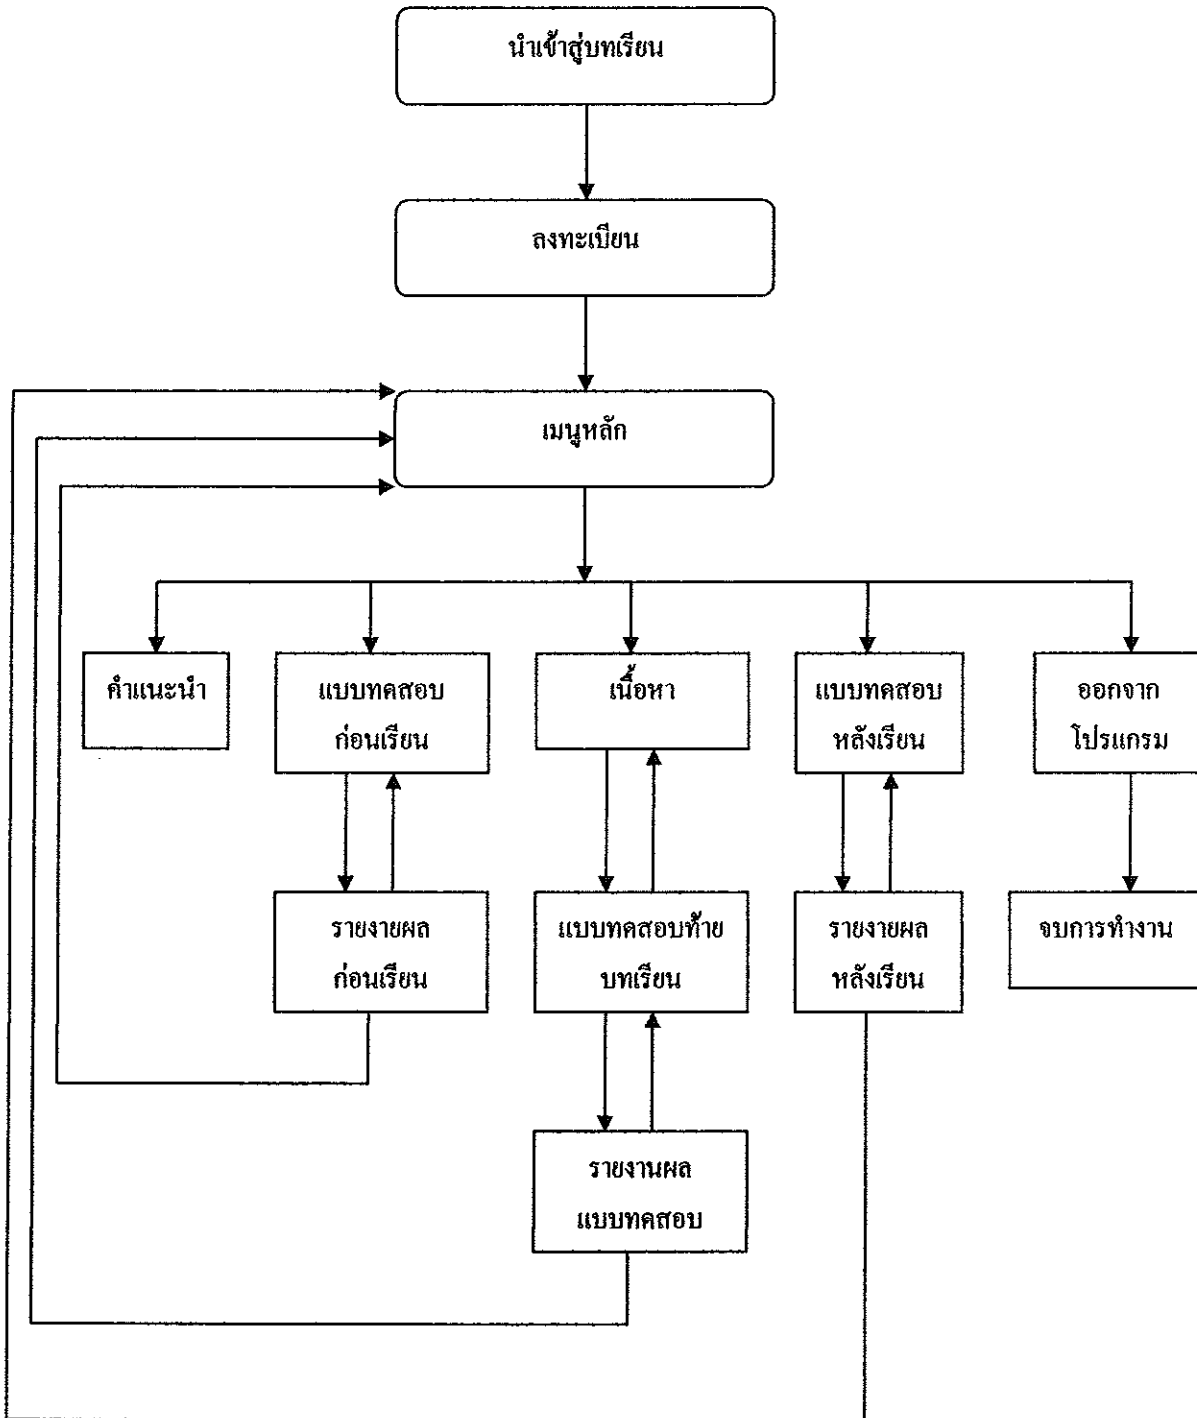 นำเข้าสู่บทเรียน
ลงทะเบียน
เมนูหลัก
คำแนะนำ
แบบทดสอบ
ก่อนเรียน
เนื้อหา
แบบทดสอบ
หลังเรียน
ออกจาก
โปรแกรม
รายงายผล
ก่อนเรียน
แบบทดสอบท้าย
บทเรียน
รายงายผล
หลังเรียน
จบการทำงาน
รายงานผล
แบบทดสอบ